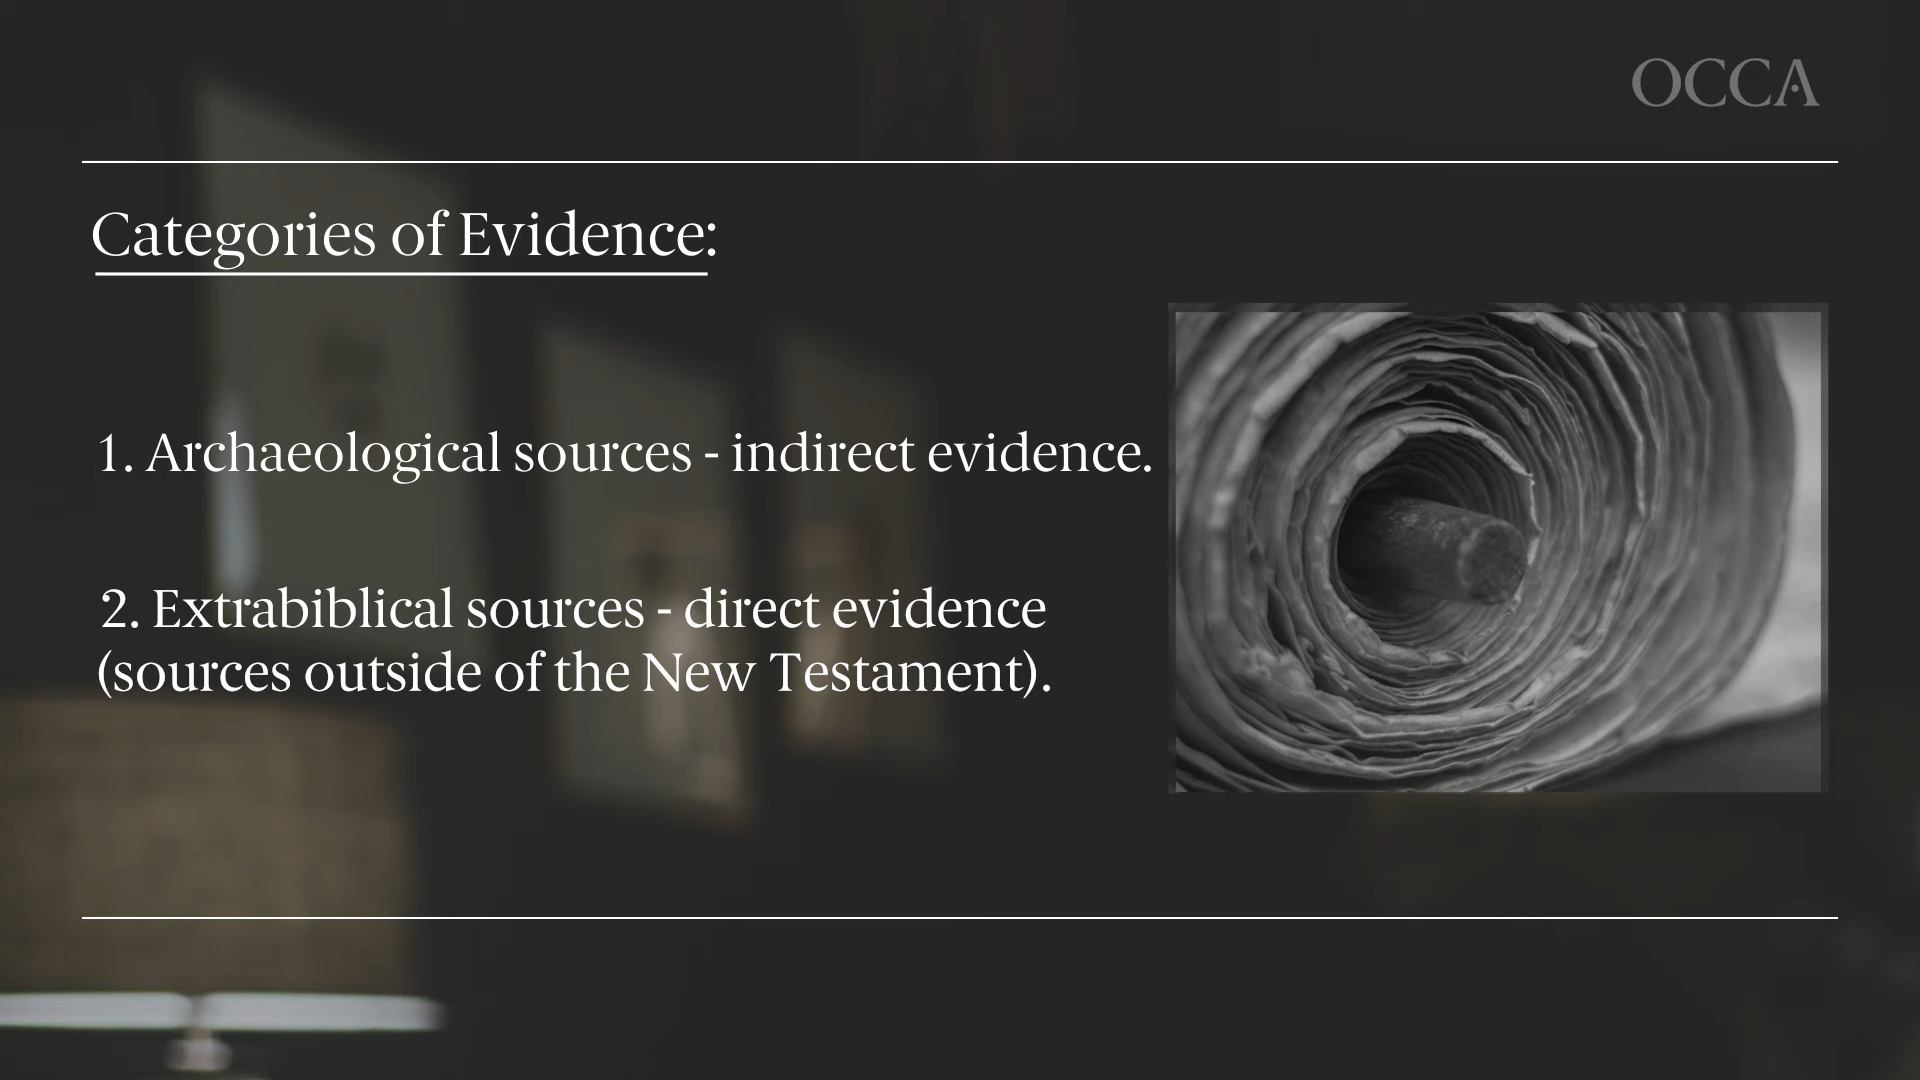 OCCA
Categories of Evidence:
1. Archaeological sources - indirect evidence.
2. Extrabiblical sources - direct evidence
(sources outside of the New Testament).